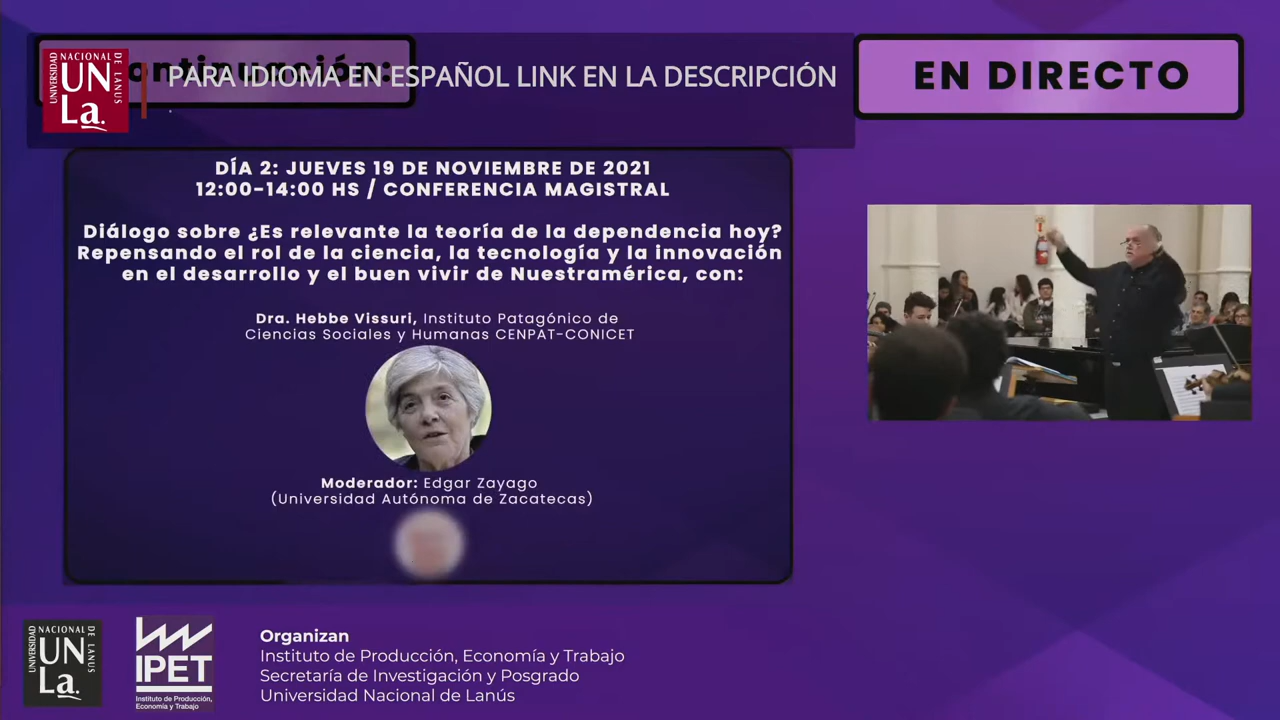 UNIVERSIDAD NACIONAL DE LANÚS
UNLa.
ontinuación:
PARA IDIOMA EN ESPAÑOL LINK EN LA DESCRIPCIÓN
.
EN DIRECTO
DÍA 2: JUEVES 19 DE NOVIEMBRE DE 2021
12:00-14:00 HS / CONFERENCIA MAGISTRAL
Diálogo sobre ¿Es relevante la teoría de la dependencia hoy?
Repensando el rol de la ciencia, la tecnología y la innovación
en el desarrollo y el buen vivir de Nuestramérica, con:
Dra. Hebbe Vissuri, Instituto Patagónico de
Ciencias Sociales y Humanas CENPAT-CONICET
Moderador: Edgar Zayago
(Universidad Autónoma de Zacatecas)
UNIVERSIDAD NACIONAL DE LANÚS
UNLa.
IPET
Instituto de Producción,
Economía y Trabajo
Organizan
Instituto de Producción, Economía y Trabajo
Secretaría de Investigación y Posgrado
Universidad Nacional de Lanús